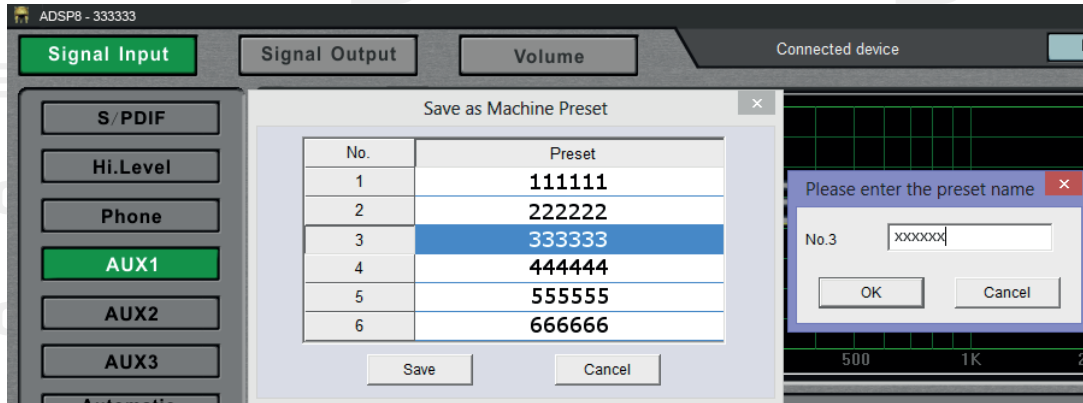 ADSP8 - 333333
Signal Input
Signal Output
Volume
Connected device
S/PDIF
Hi.Level
Phone
AUX1
AUX2
AUX3
Save as Machine Preset
No. Preset
1 111111
2 222222
3 333333
4 444444
5 555555
6 666666
Save Cancel
Please enter the preset name
No.3 xxxxxx
OK Cancel
500 1K